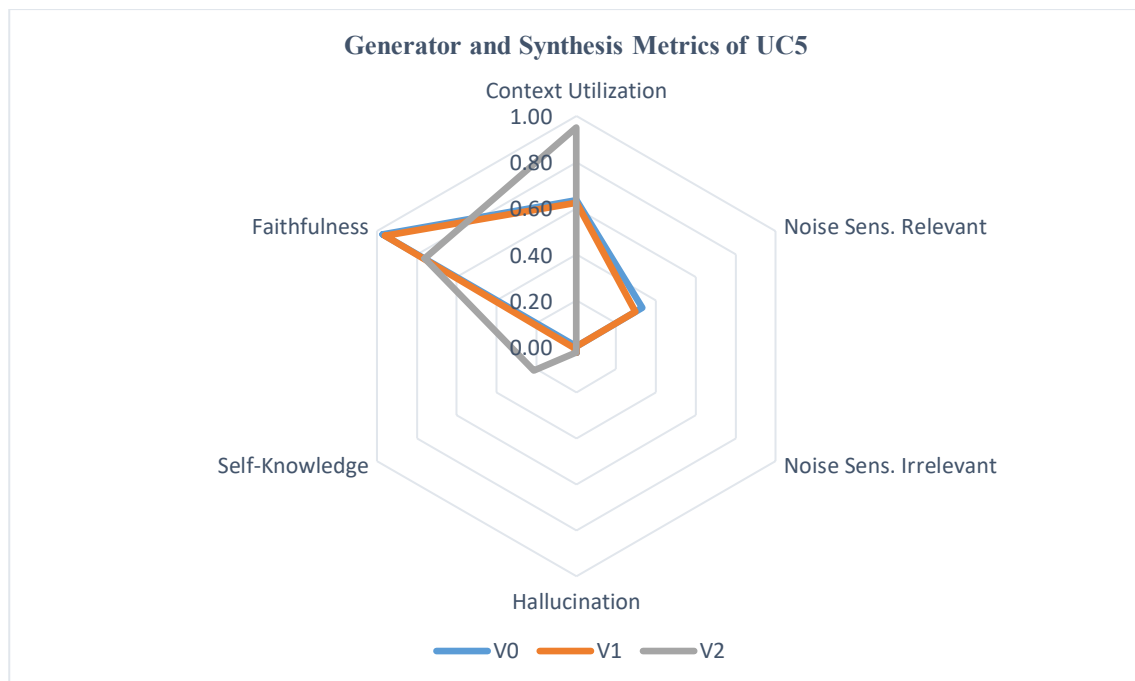 Generator and Synthesis Metrics of UC5
Context Utilization
1.00
0.80
0.60
0.40
0.20
0.00
Faithfulness
Noise Sens. Relevant
Self-Knowledge
Noise Sens. Irrelevant
Hallucination
V0 V1 V2